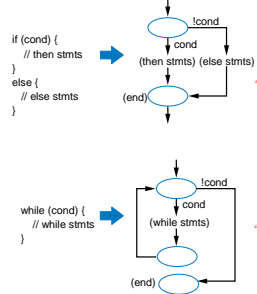 !cond
if (cond) {
// then stmts
}
else {
// else stmts
}
cond
(then stmts) (else stmts)
(end)
!cond
while (cond) {
// while stmts
}
cond
(while stmts)
(end)